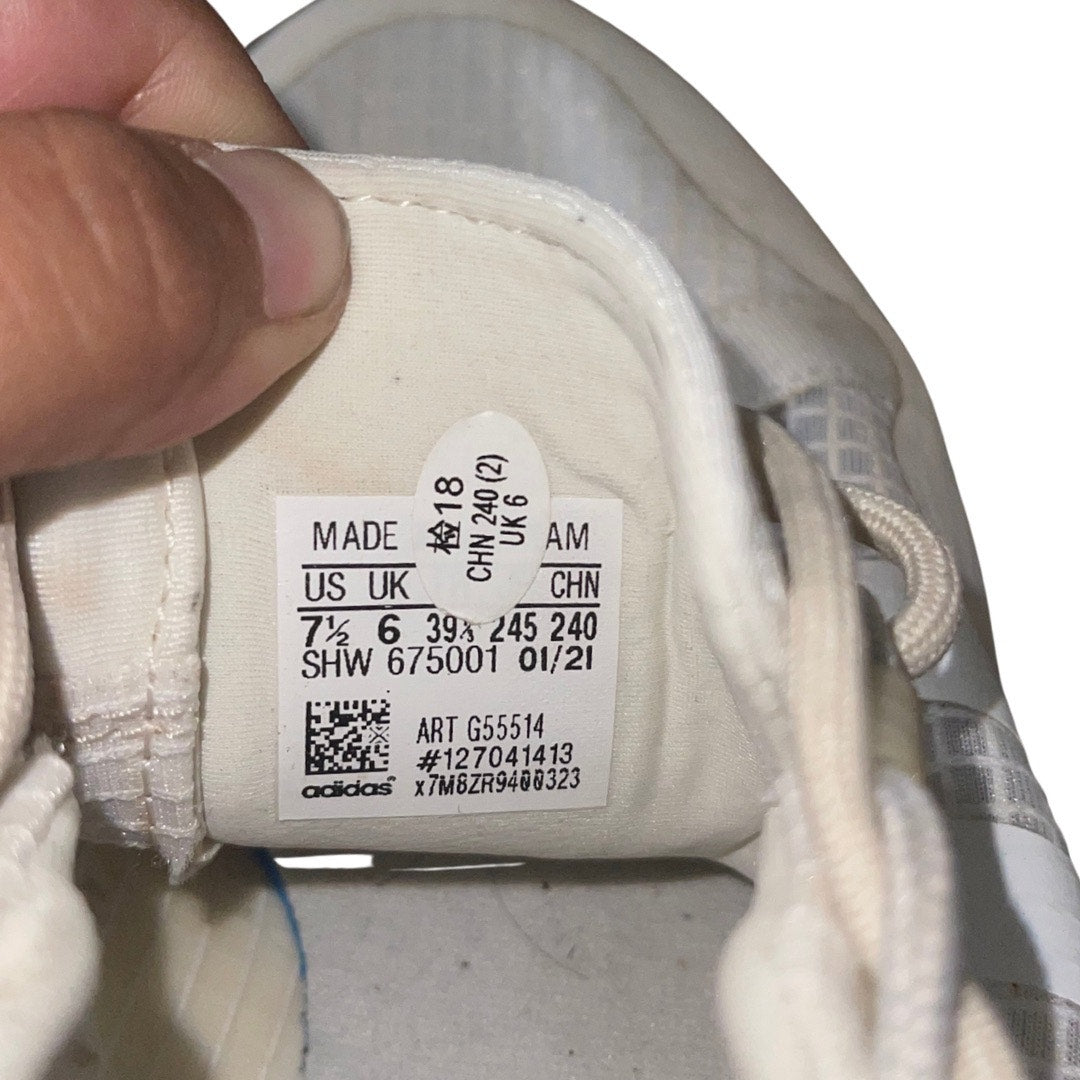 检18
CHN 240 (2)
UK 6
MADE AM
US UK CHN
7½ 6 39⅓ 245 240
SHW 675001 01/21
ART G55514
#127041413
x7M8ZR9400323
adidas